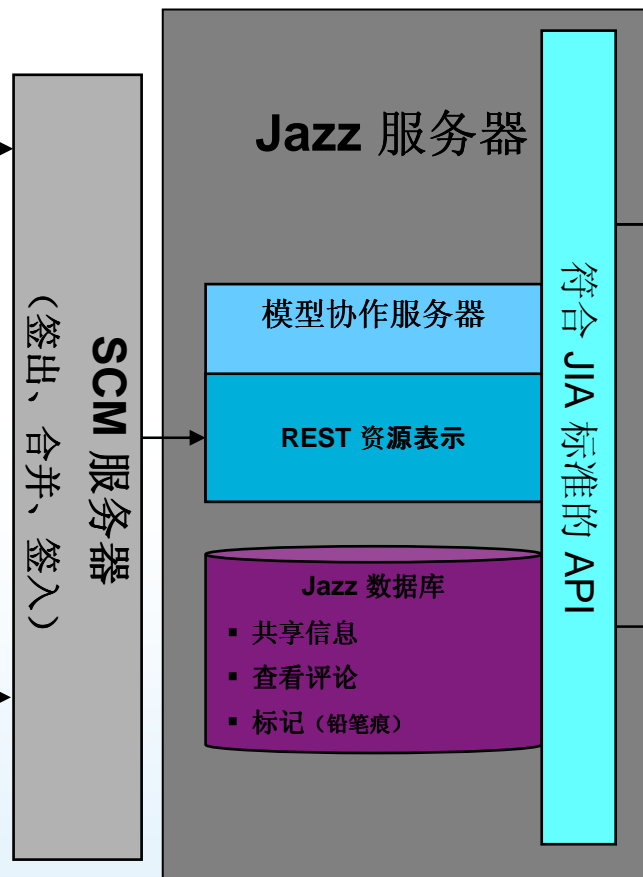 SCM 服务器
（签出、合并、签入）
Jazz 服务器
模型协作服务器
REST 资源表示
Jazz 数据库
▪ 共享信息
▪ 查看评论
▪ 标记（铅笔痕）
符合 JIA 标准的 API